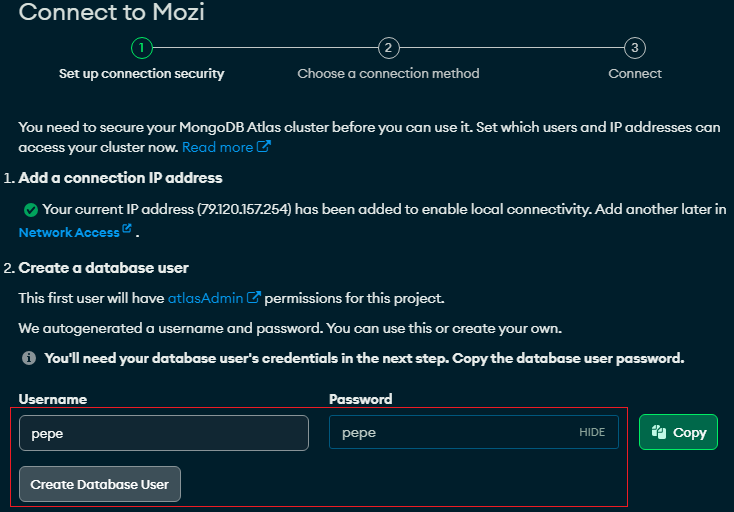 Connect to Mozi
1 2 3
Set up connection security Choose a connection method Connect
You need to secure your MongoDB Atlas cluster before you can use it. Set which users and IP addresses can
access your cluster now. Read more
1. Add a connection IP address
Your current IP address (79.120.157.254) has been added to enable local connectivity. Add another later in
Network Access .
2. Create a database user
This first user will have atlasAdmin permissions for this project.
We autogenerated a username and password. You can use this or create your own.
You'll need your database user's credentials in the next step. Copy the database user password.
Username Password
pepe pepe HIDE Copy
Create Database User